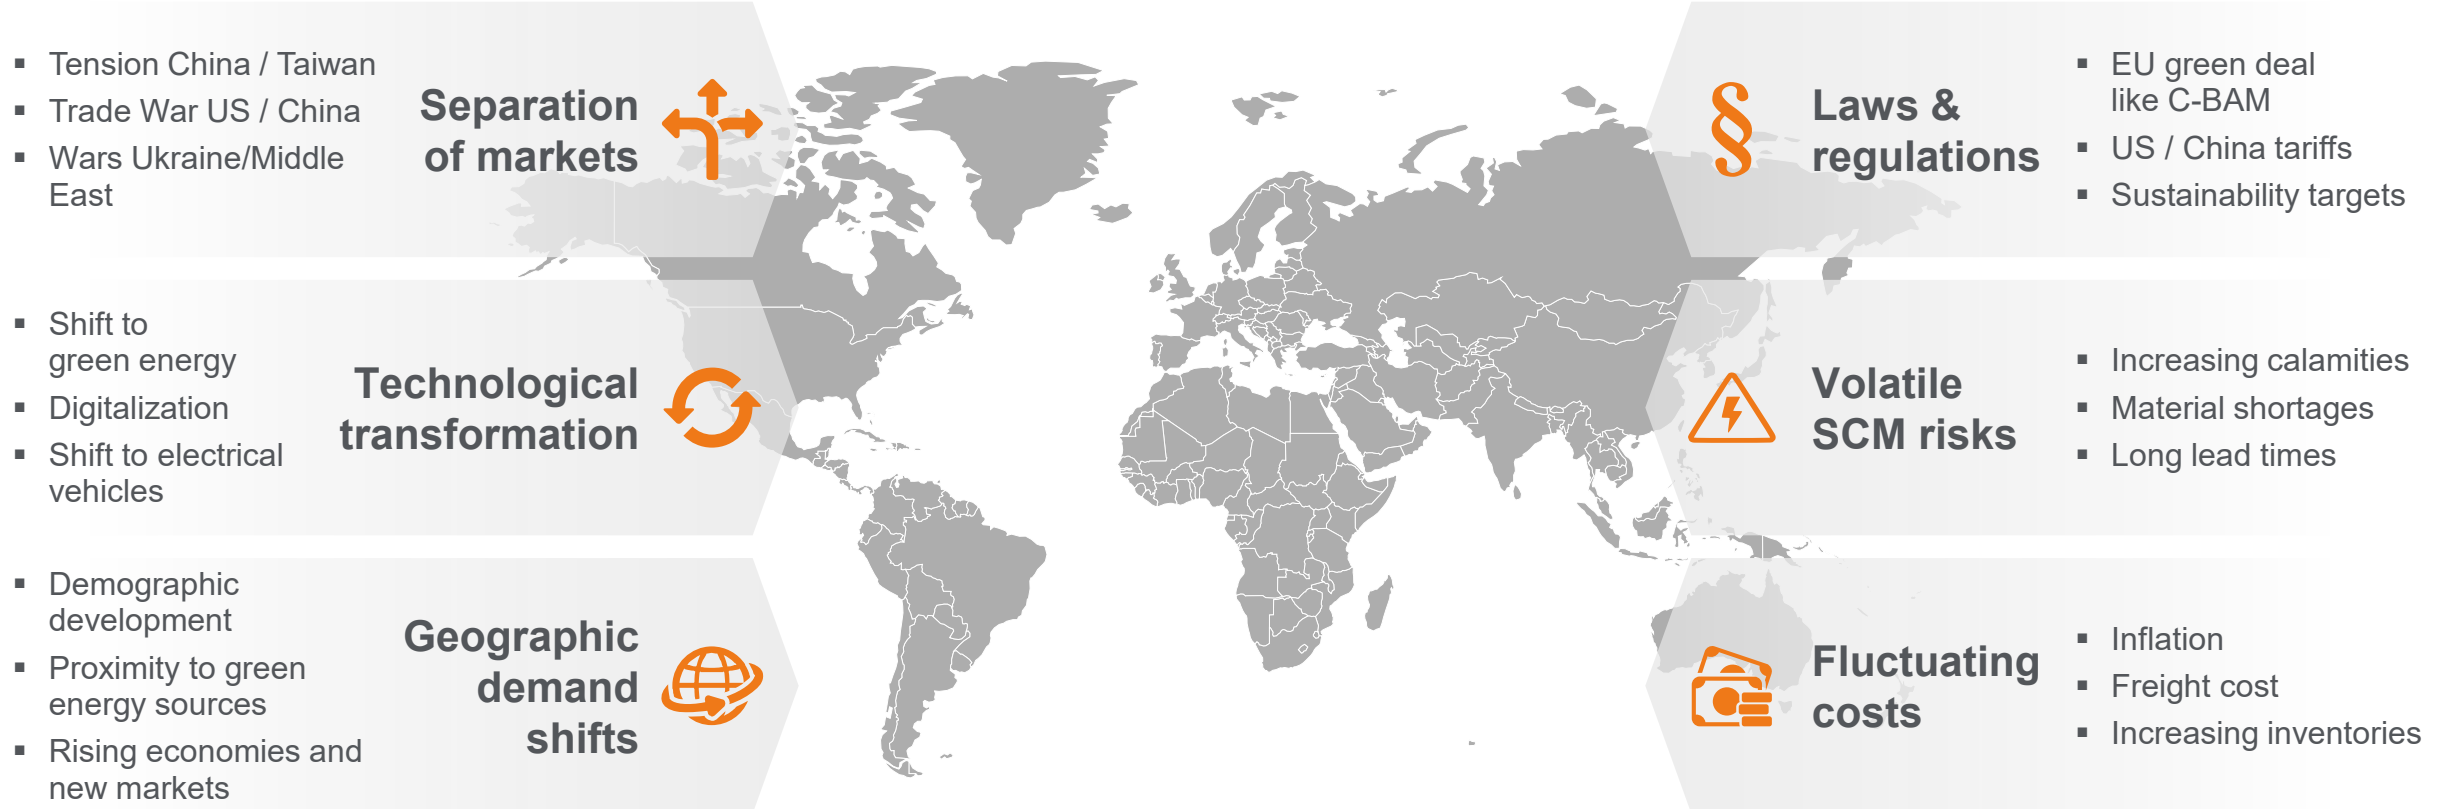 Tension China / Taiwan
Trade War US / China
Wars Ukraine/Middle
East
Separation
of markets
Shift to
green energy
Digitalization
Shift to electrical
vehicles
Technological
transformation
Demographic
development
Proximity to green
energy sources
Rising economies and
new markets
Geographic
demand
shifts
§
Laws &
regulations
EU green deal
like C-BAM
US / China tariffs
Sustainability targets
Volatile
SCM risks
Increasing calamities
Material shortages
Long lead times
Fluctuating
costs
Inflation
Freight cost
Increasing inventories